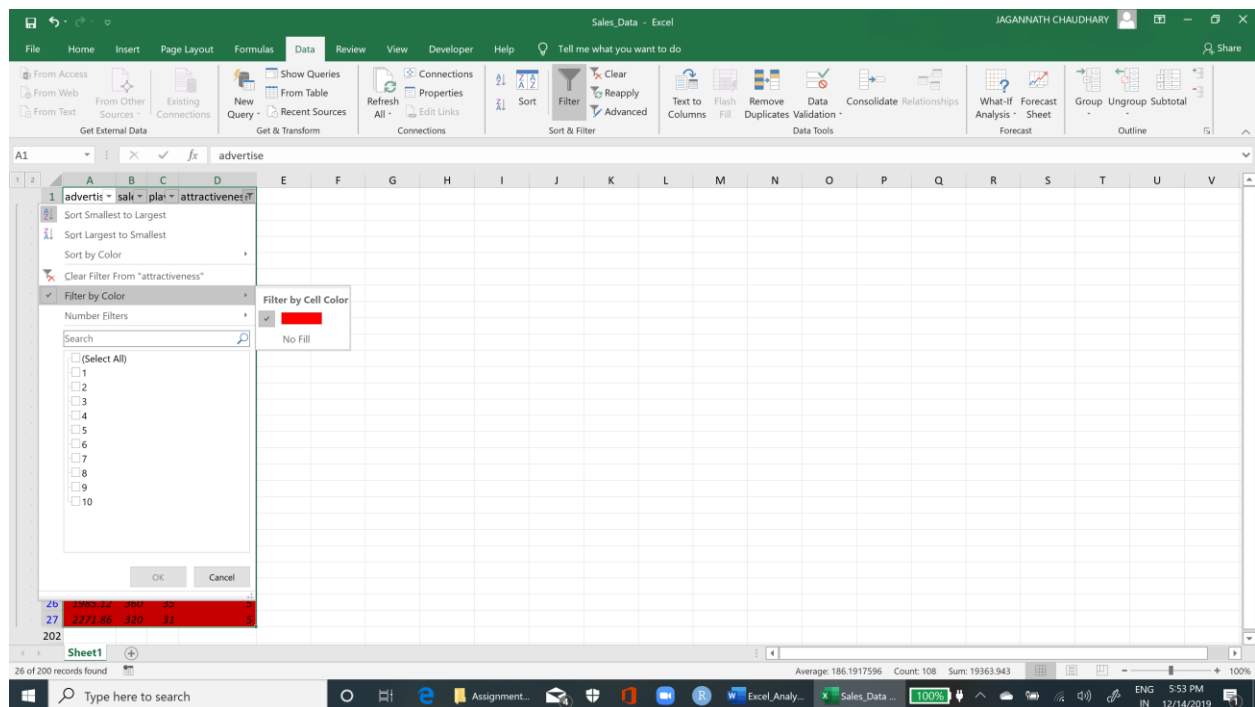 Sales_Data - Excel
JAGANNATH CHAUDHARY
File Home Insert Page Layout Formulas Data Review View Developer Help Tell me what you want to do Share
From Access
From Web
From Text
From Other Sources
Existing Connections
Get External Data
New Query
Show Queries
From Table
Recent Sources
Get & Transform
Refresh All
Connections
Properties
Edit Links
Connections
Sort
Filter
Clear
Reapply
Advanced
Sort & Filter
Text to Columns
Flash Fill
Remove Duplicates
Data Validation
Consolidate
Relationships
Data Tools
What-If Analysis
Forecast Sheet
Forecast
Group
Ungroup
Subtotal
Outline
A1 fx advertise
1 2 A B C D E F G H I J K L M N O P Q R S T U V
1 advertis sale pla attractivenes
Sort Smallest to Largest
Sort Largest to Smallest
Sort by Color
Clear Filter From "attractiveness"
Filter by Color
Filter by Cell Color
No Fill
Number Filters
Search
(Select All)
1
2
3
4
5
6
7
8
9
10
OK Cancel
26 1985.12 360 35 5
27 2271.86 320 31 5
202
Sheet1
26 of 200 records found
Average: 186.1917596 Count: 108 Sum: 19363.943 100%
Type here to search
Assignment...
Excel_Analy...
Sales_Data ...
100%
ENG
IN
5:53 PM
12/14/2019